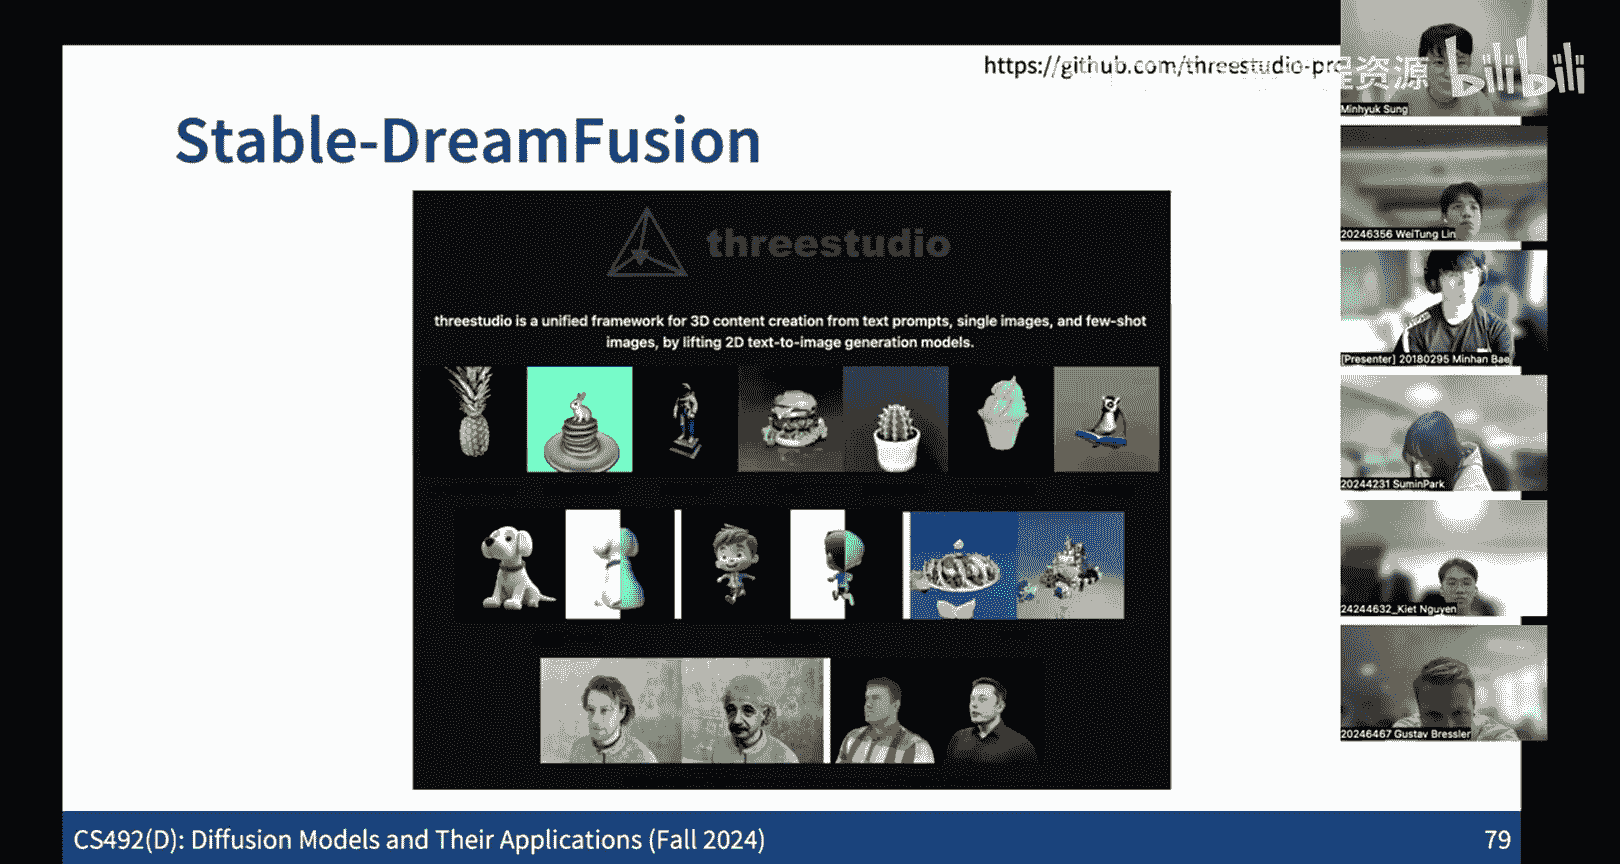 https://github.com/threestudio-pro
程资源 bilibili
Minhyuk Sung
Stable-DreamFusion
threestudio
threestudio is a unified framework for 3D content creation from text prompts, single images, and few-shot
images, by lifting 2D text-to-image generation models.
20246356 WeiTung Lin
[Presenter] 20180295 Minhan Bae
20244231 SuminPark
24244632_Kiet Nguyen
20246467 Gustav Bressler
CS492(D): Diffusion Models and Their Applications (Fall 2024)
79